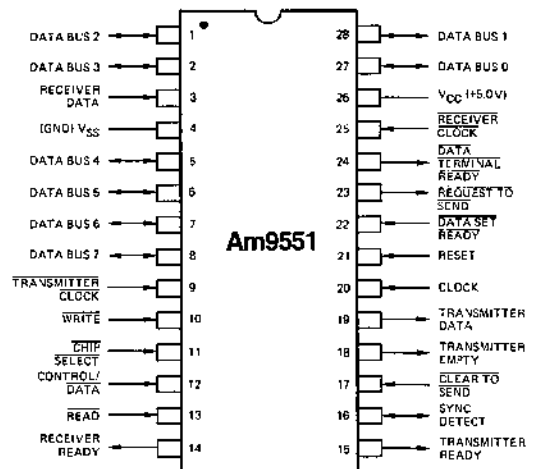 DATA BUS 2
1
28
DATA BUS 1
DATA BUS 3
2
27
DATA BUS 0
RECEIVER
DATA
3
26
VCC (+5.0V)
(GND) VSS
4
25
RECEIVER
CLOCK
DATA BUS 4
5
24
DATA
TERMINAL
READY
DATA BUS 5
6
23
REQUEST TO
SEND
DATA BUS 6
7
22
DATA SET
READY
Am9551
DATA BUS 7
8
21
RESET
TRANSMITTER
CLOCK
9
20
CLOCK
WRITE
10
19
TRANSMITTER
DATA
CHIP
SELECT
11
18
TRANSMITTER
EMPTY
CONTROL/
DATA
12
17
CLEAR TO
SEND
READ
13
16
SYNC
DETECT
RECEIVER
READY
14
15
TRANSMITTER
READY